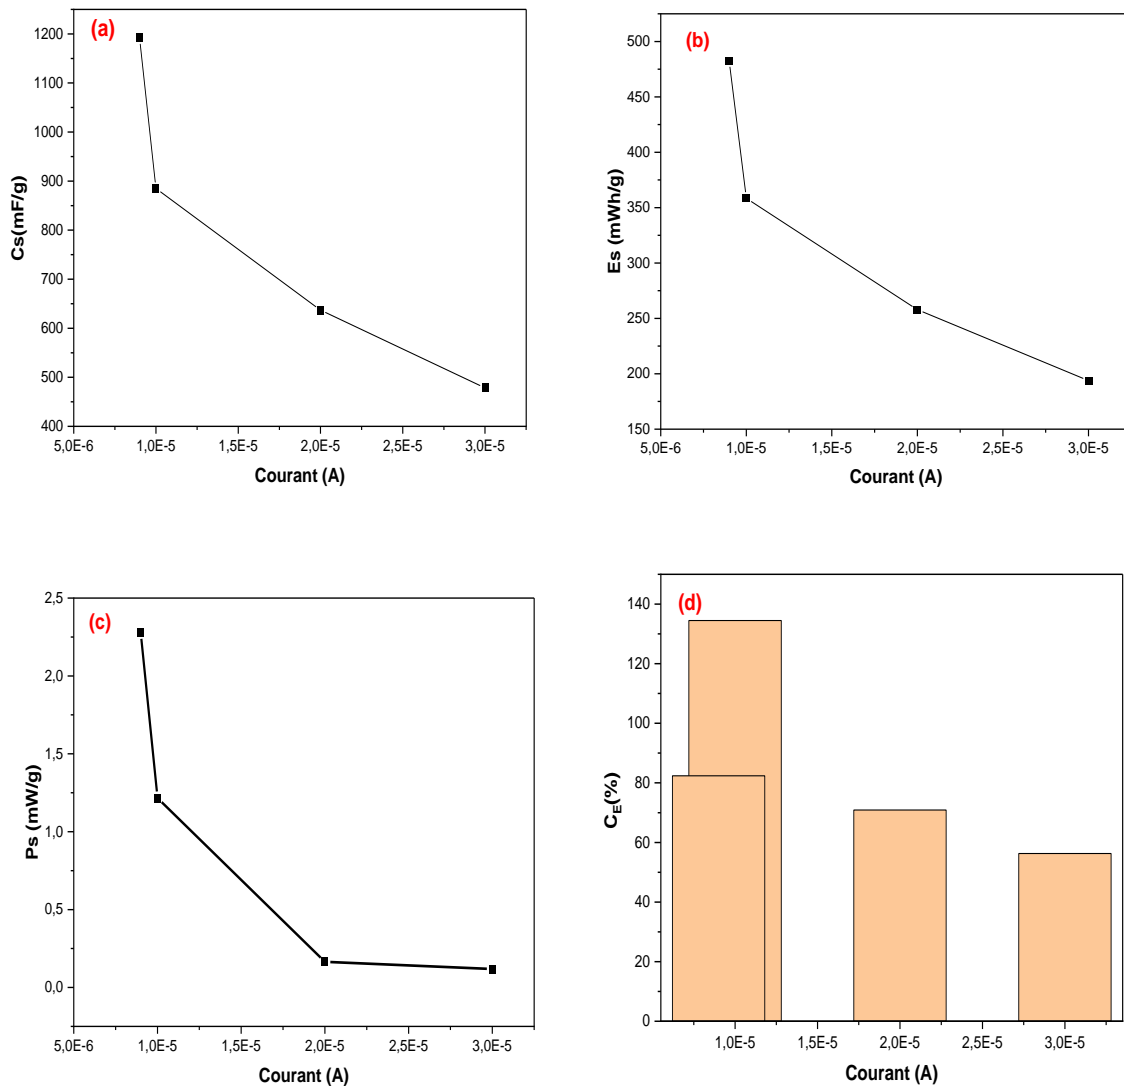 (a)
1200
1100
1000
900
800
700
600
500
400
Cs(mF/g)
5,0E-6 1,0E-5 1,5E-5 2,0E-5 2,5E-5 3,0E-5
Courant (A)
(b)
500
450
400
350
300
250
200
150
Es (mWh/g)
5,0E-6 1,0E-5 1,5E-5 2,0E-5 2,5E-5 3,0E-5
Courant (A)
(c)
2,5
2,0
1,5
1,0
0,5
0,0
Ps (mW/g)
5,0E-6 1,0E-5 1,5E-5 2,0E-5 2,5E-5 3,0E-5
Courant (A)
(d)
140
120
100
80
60
40
20
0
CE(%)
1,0E-5 1,5E-5 2,0E-5 2,5E-5 3,0E-5
Courant (A)